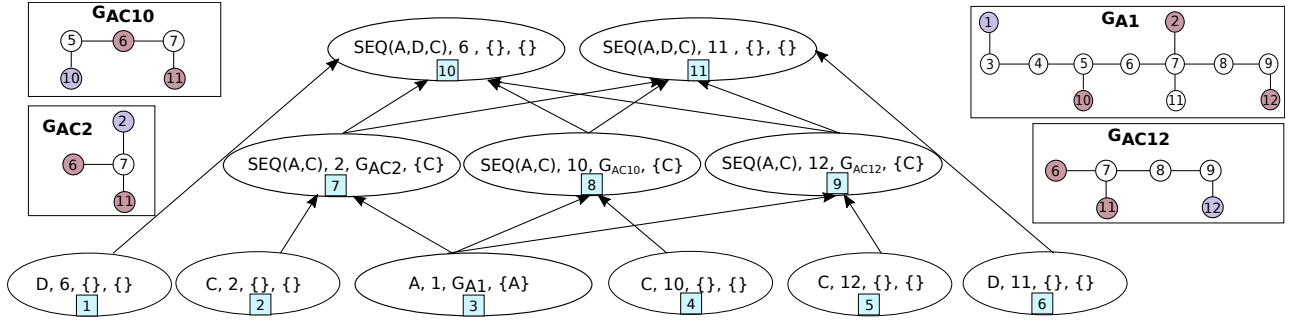 GAC10
5 6 7
10 11
GAC2
2
6 7
11
SEQ(A,D,C), 6 , {}, {}
10
SEQ(A,D,C), 11 , {}, {}
11
GA1
1 2
3 4 5 6 7 8 9
10 11 12
GAC12
6 7 8 9
11 12
SEQ(A,C), 2, GAC2, {C}
7
SEQ(A,C), 10, GAC10, {C}
8
SEQ(A,C), 12, GAC12, {C}
9
D, 6, {}, {}
1
C, 2, {}, {}
2
A, 1, GA1, {A}
3
C, 10, {}, {}
4
C, 12, {}, {}
5
D, 11, {}, {}
6